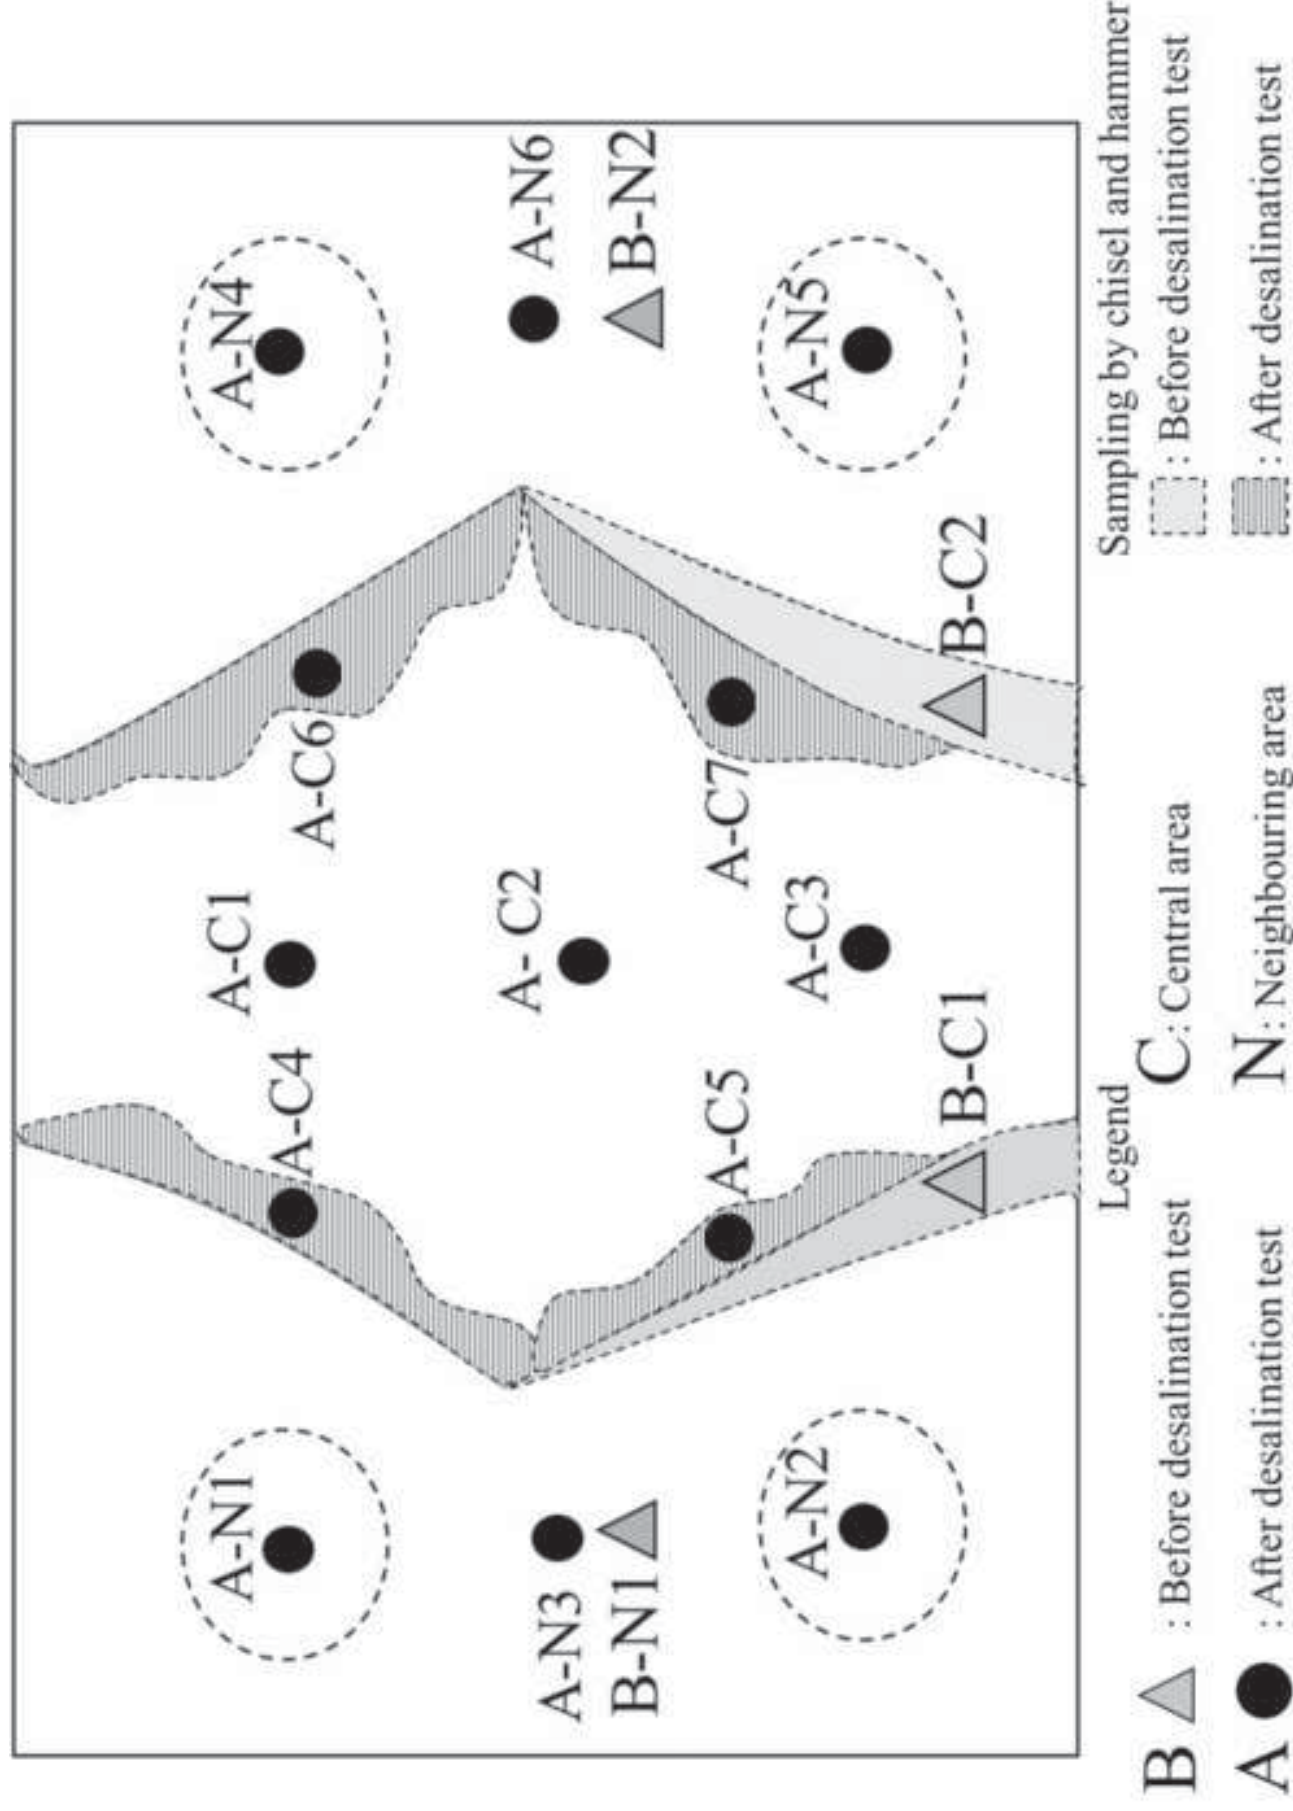 A-N1
A-C4
A-C1
A-C6
A-N4
A-N3
B-N1
A- C2
A-N6
B-N2
A-N2
A-C5
A-C3
A-C7
A-N5
B-C1
B-C2
Legend
Sampling by chisel and hammer
B : Before desalination test
C: Central area
: Before desalination test
A : After desalination test
N: Neighbouring area
: After desalination test